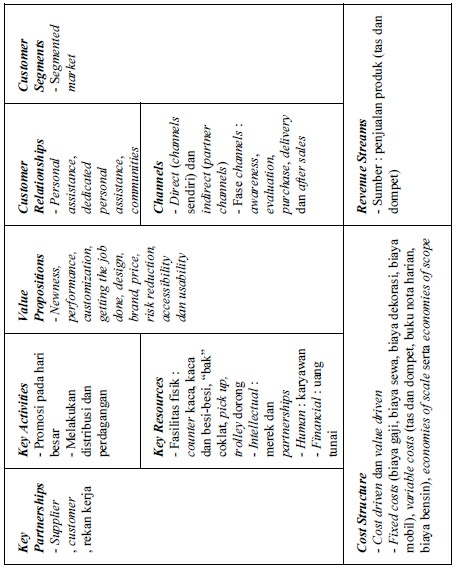 Key
Partnerships
- Supplier
, customer
, rekan kerja
Key Activities
- Promosi pada hari
besar
- Melakukan
distribusi dan
perdagangan
Key Resources
- Fasilitas fisik :
counter kaca, kaca
dan besi-besi, “bak”
coklat, pick up,
trolley dorong
- Intellectual :
merek dan
partnerships
- Human : karyawan
- Financial : uang
tunai
Value
Propositions
- Newness,
performance,
customization,
getting the job
done, design,
brand, price,
risk reduction,
accessibility
dan usability
Customer
Relationships
- Personal
assistance,
dedicated
personal
assistance,
communities
Channels
- Direct (channels
sendiri) dan
indirect (partner
channels)
- Fase channels :
awareness,
evaluation,
purchase, delivery
dan after sales
Customer
Segments
- Segmented
market
Cost Structure
- Cost driven dan value driven
- Fixed costs (biaya gaji, biaya sewa, biaya dekorasi, biaya
mobil), variable costs (tas dan dompet, buku nota harian,
biaya bensin), economies of scale serta economies of scope
Revenue Streams
- Sumber : penjualan produk (tas dan
dompet)